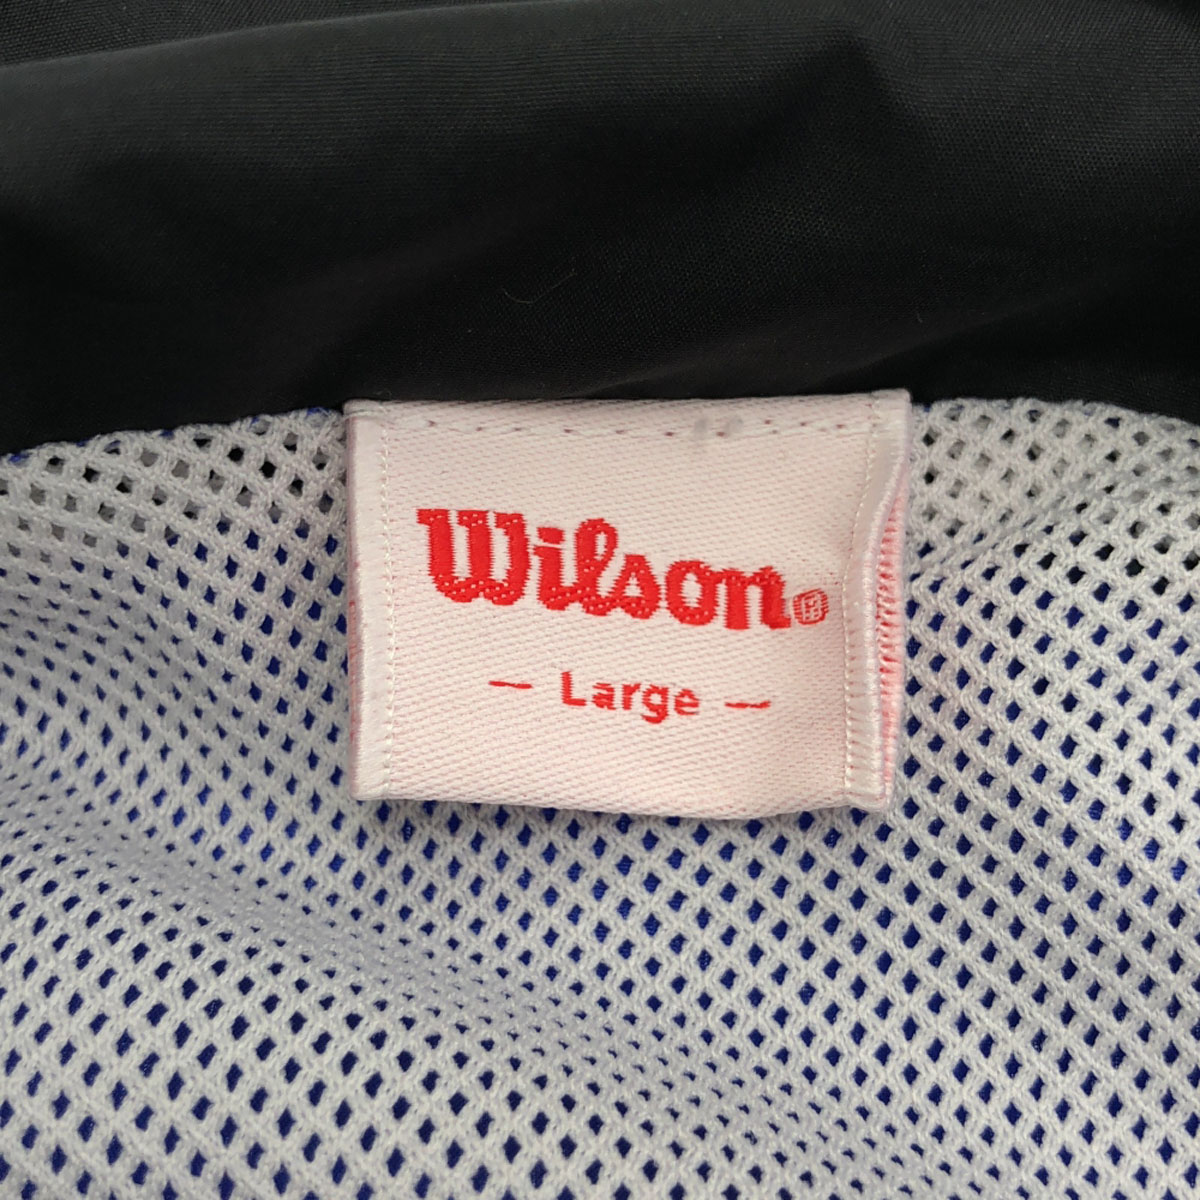 Wilson®
— Large —